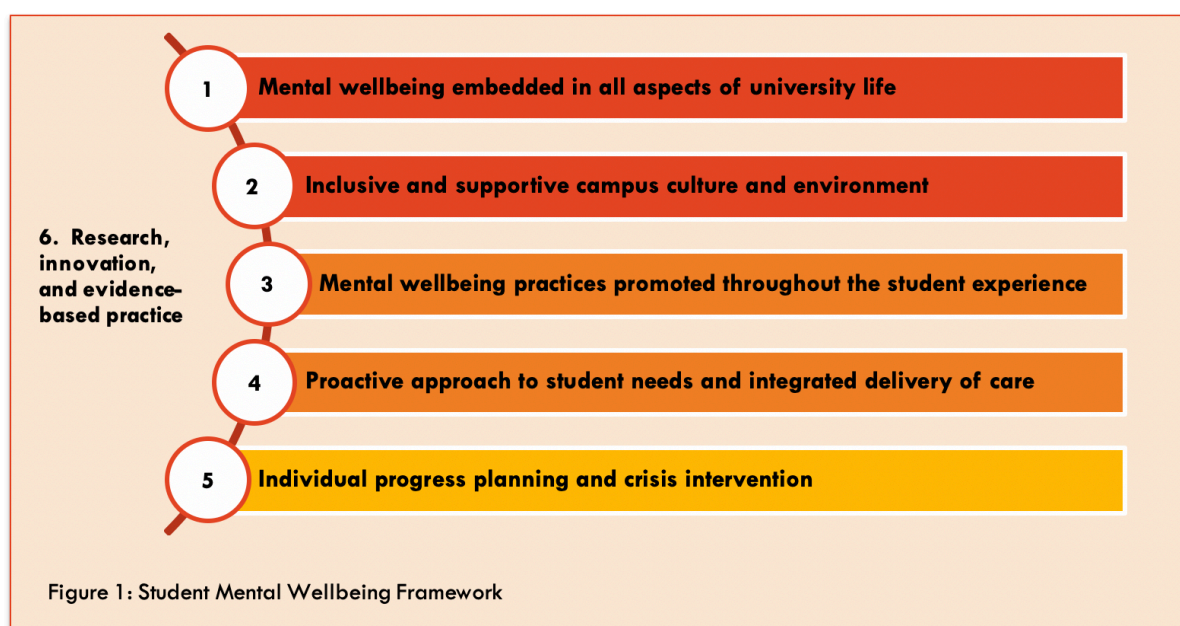 1
Mental wellbeing embedded in all aspects of university life
2
Inclusive and supportive campus culture and environment
6. Research,
innovation,
and evidence-
based practice
3
Mental wellbeing practices promoted throughout the student experience
4
Proactive approach to student needs and integrated delivery of care
5
Individual progress planning and crisis intervention
Figure 1: Student Mental Wellbeing Framework